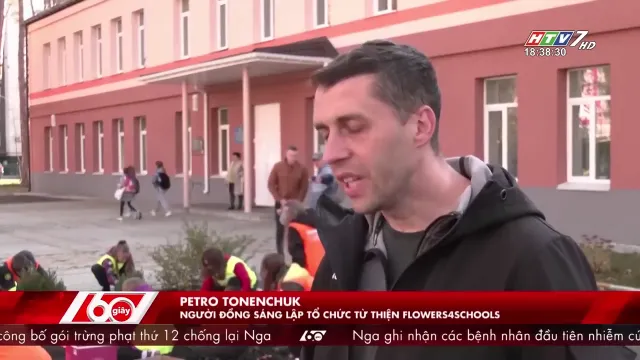 HTV7 HD
18:38:30
60 giây
PETRO TONENCHUK
NGƯỜI ĐỒNG SÁNG LẬP TỔ CHỨC TỪ THIỆN FLOWERS4SCHOOLS
công bố gói trừng phạt thứ 12 chống lại Nga 60 Nga ghi nhận các bệnh nhân đầu tiên nhiễm